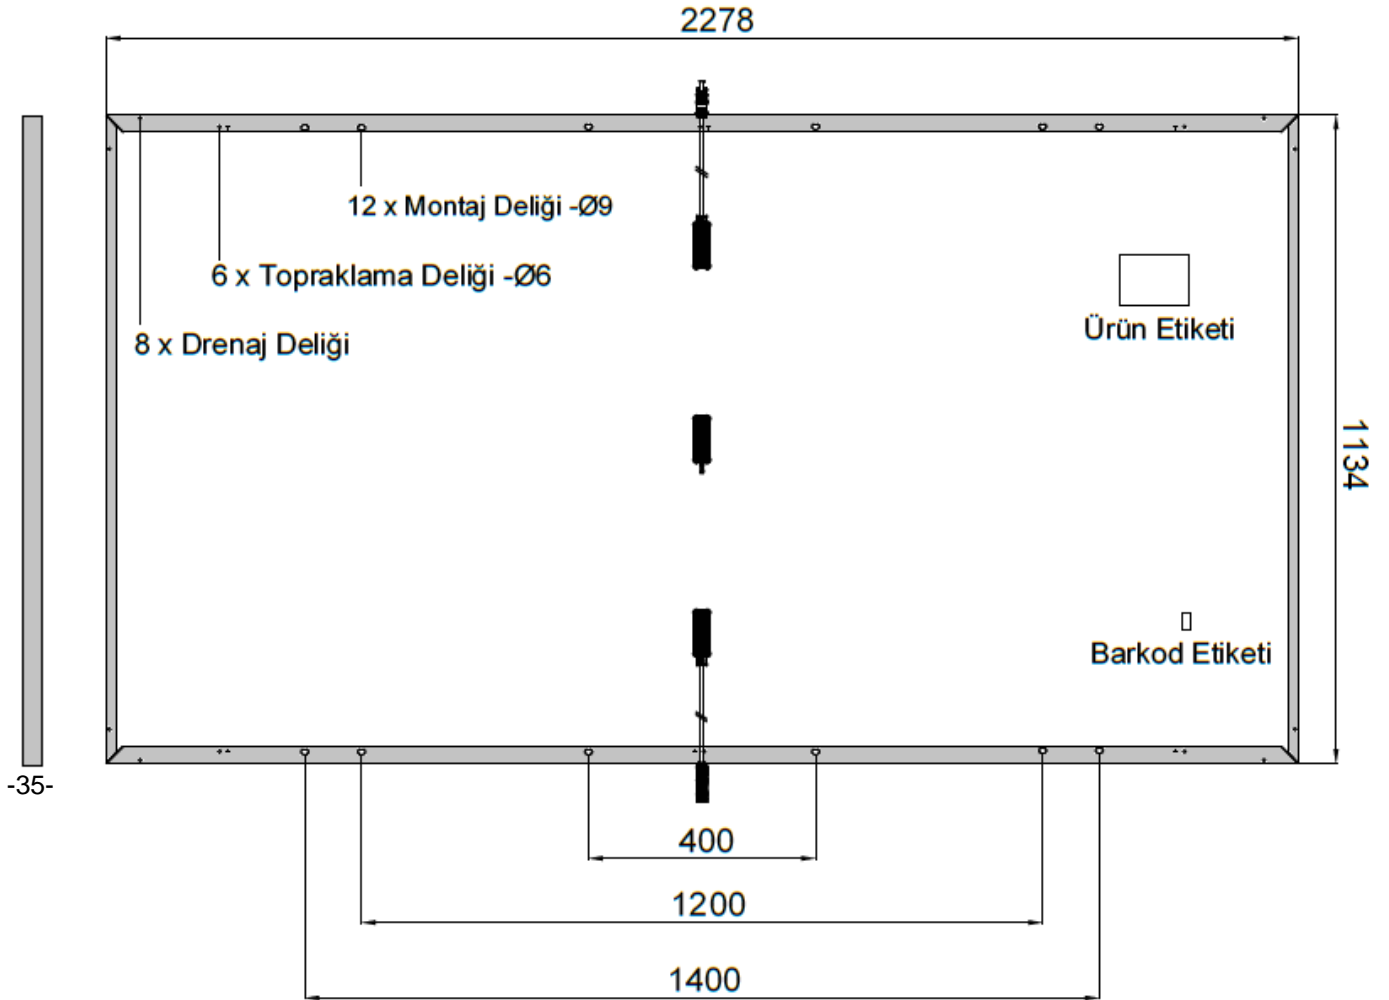 2278
12 x Montaj Deliği -Ø9
6 x Topraklama Deliği -Ø6
8 x Drenaj Deliği
Ürün Etiketi
1134
Barkod Etiketi
-35-
400
1200
1400